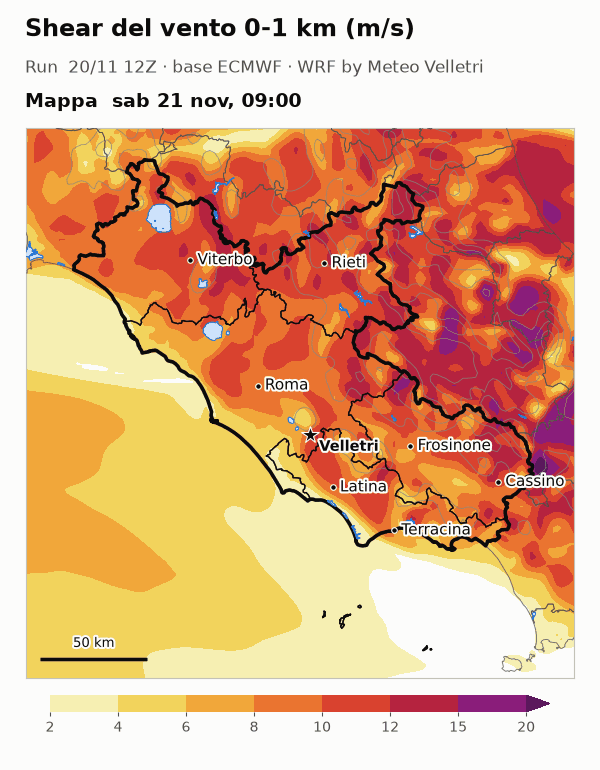 Shear del vento 0-1 km (m/s)
Run  20/11 12Z · base ECMWF · WRF by Meteo Velletri
Mappa  sab 21 nov, 09:00
Viterbo
Rieti
Roma
Velletri
Frosinone
Latina
Cassino
Terracina
50 km
2 4 6 8 10 12 15 20